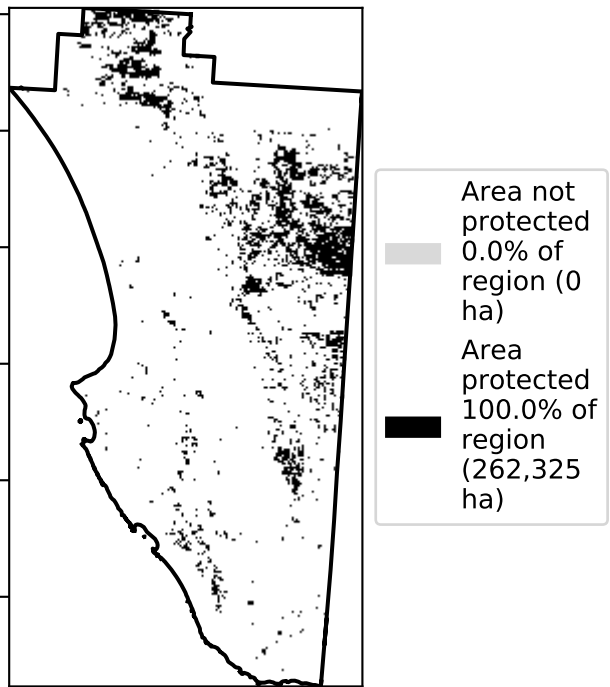 Area not
protected
0.0% of
region (0
ha)
Area
protected
100.0% of
region
(262,325
ha)